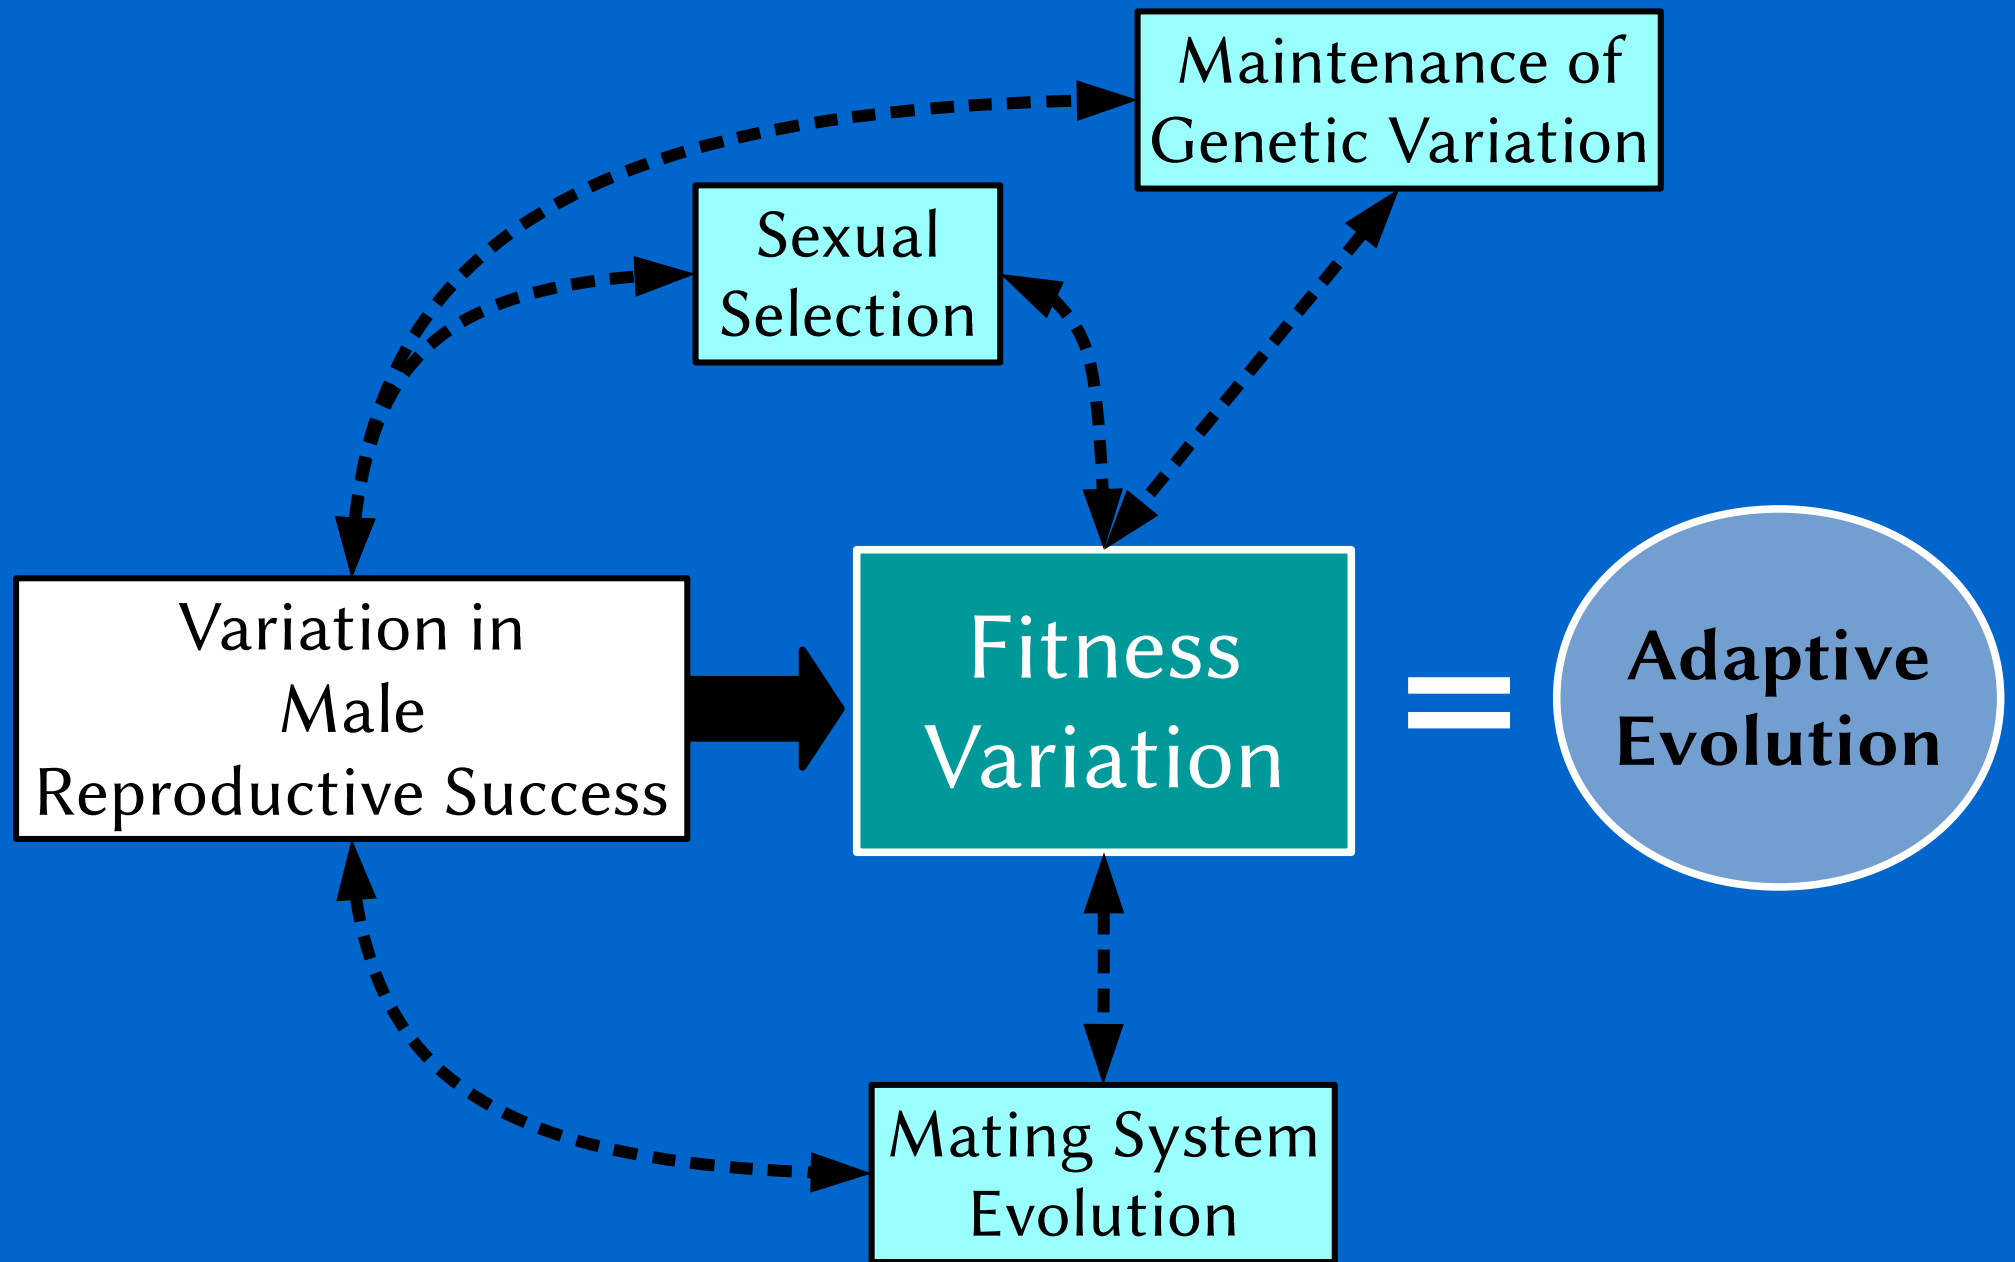 Maintenance of
Genetic Variation
Sexual
Selection
Variation in
Male
Reproductive Success
Fitness
Variation
=
Adaptive
Evolution
Mating System
Evolution